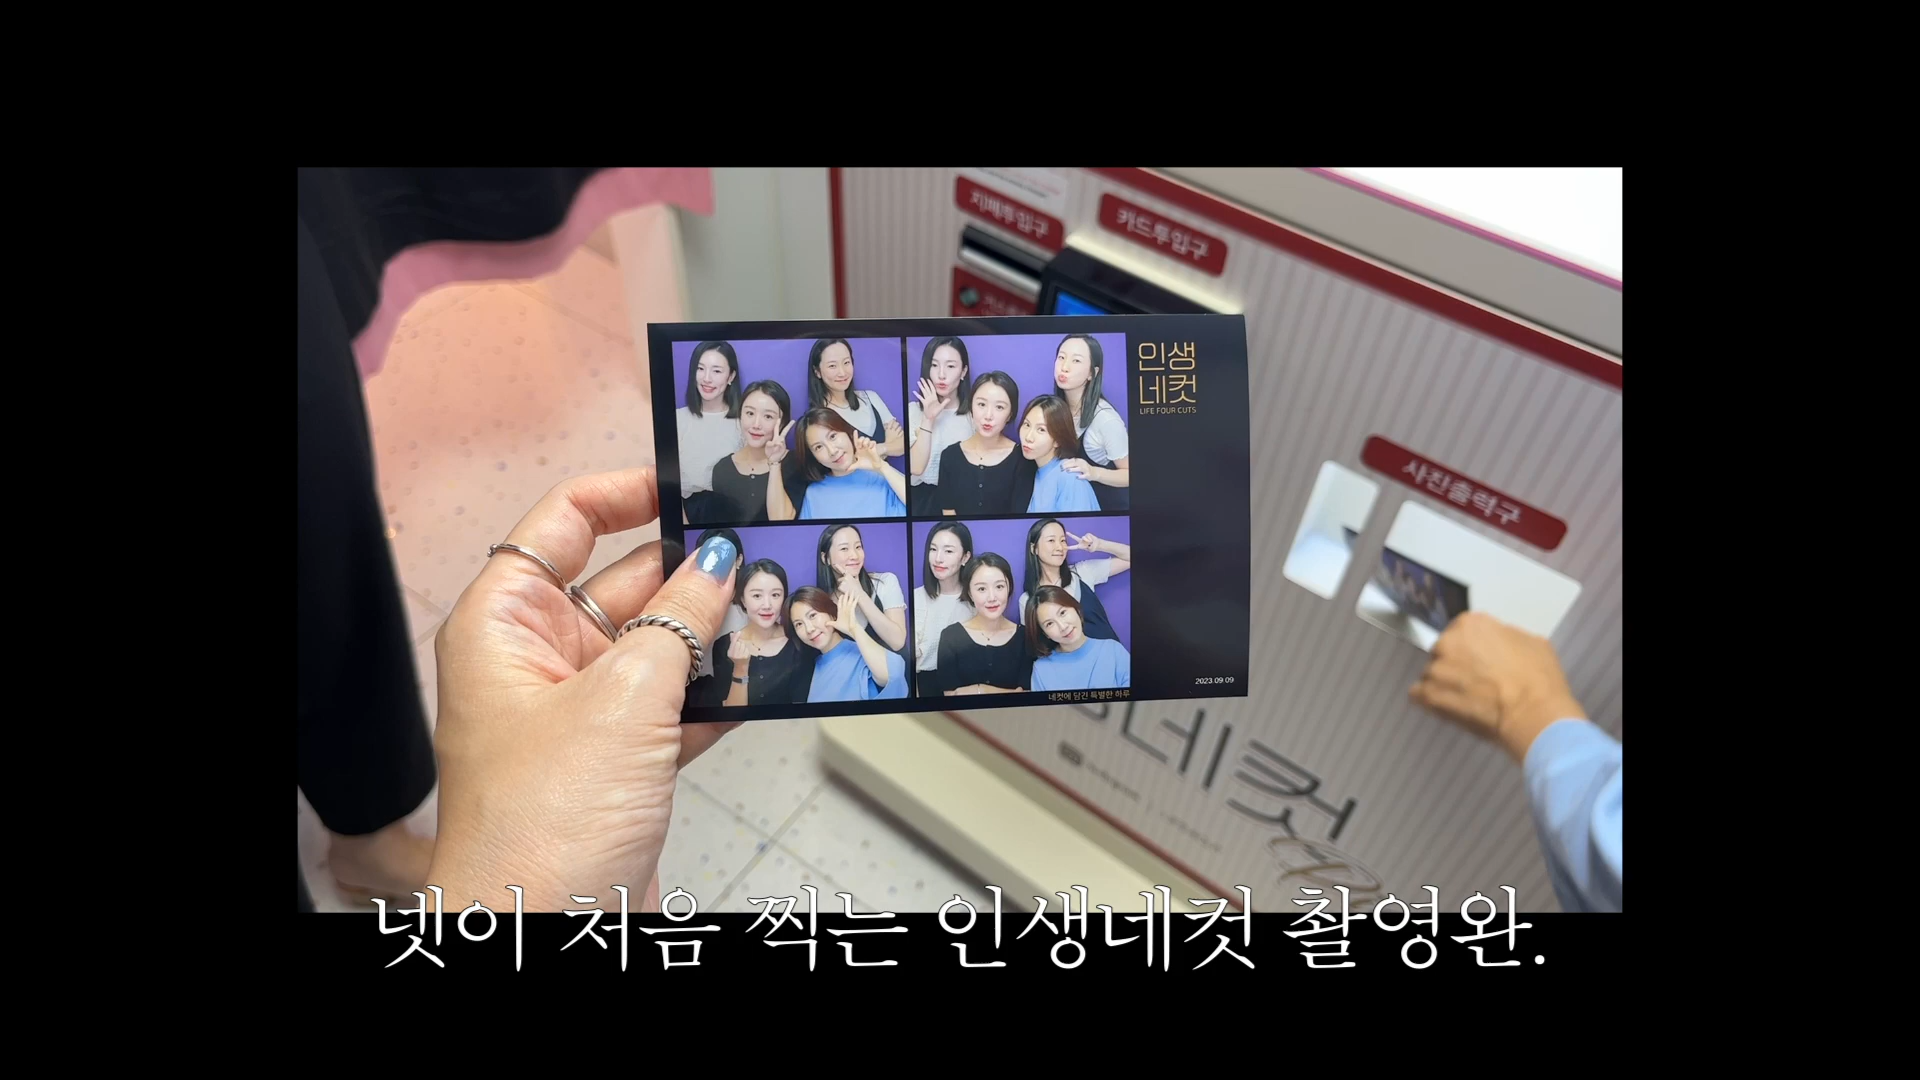 지폐투입구
카드투입구
인생
네컷
LIFE FOUR CUTS
사진출력구
2023.09.09
네컷에 담긴 특별한 하루
네컷
넷이 처음 찍는 인생네컷 촬영완.